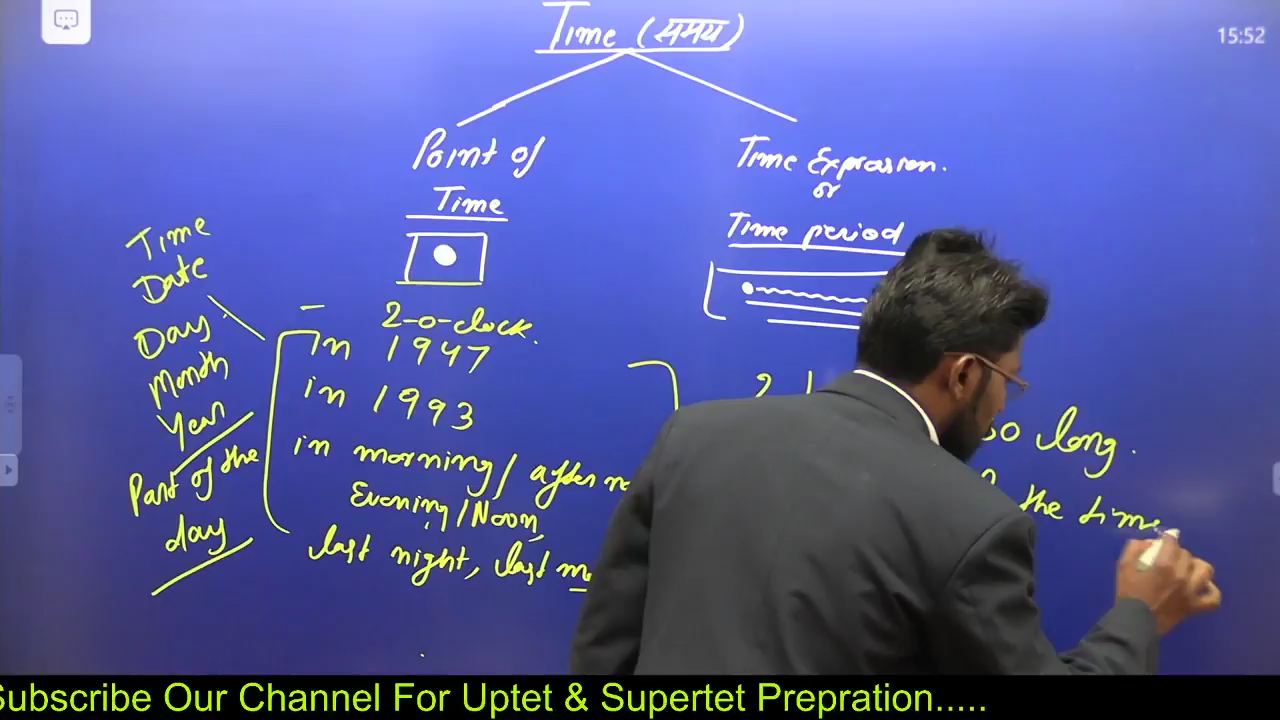 Time (समय)
15:52
Point of
Time
Time Expression.
or
Time period
Time
Date
Day
Month
Year
Part of the
day
2-o-clock.
in 1947
in 1993
in morning/
Evening/Noon,
last night, last
2
so long.
the time
Subscribe Our Channel For Uptet & Supertet Prepration.....